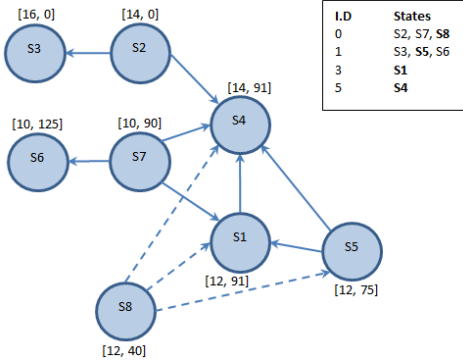 [16, 0]
[14, 0]
S3
S2
[14, 91]
S4
[10, 125]
[10, 90]
S6
S7
S1
S5
[12, 91]
[12, 75]
S8
[12, 40]
I.D States
0 S2, S7, S8
1 S3, S5, S6
3 S1
5 S4